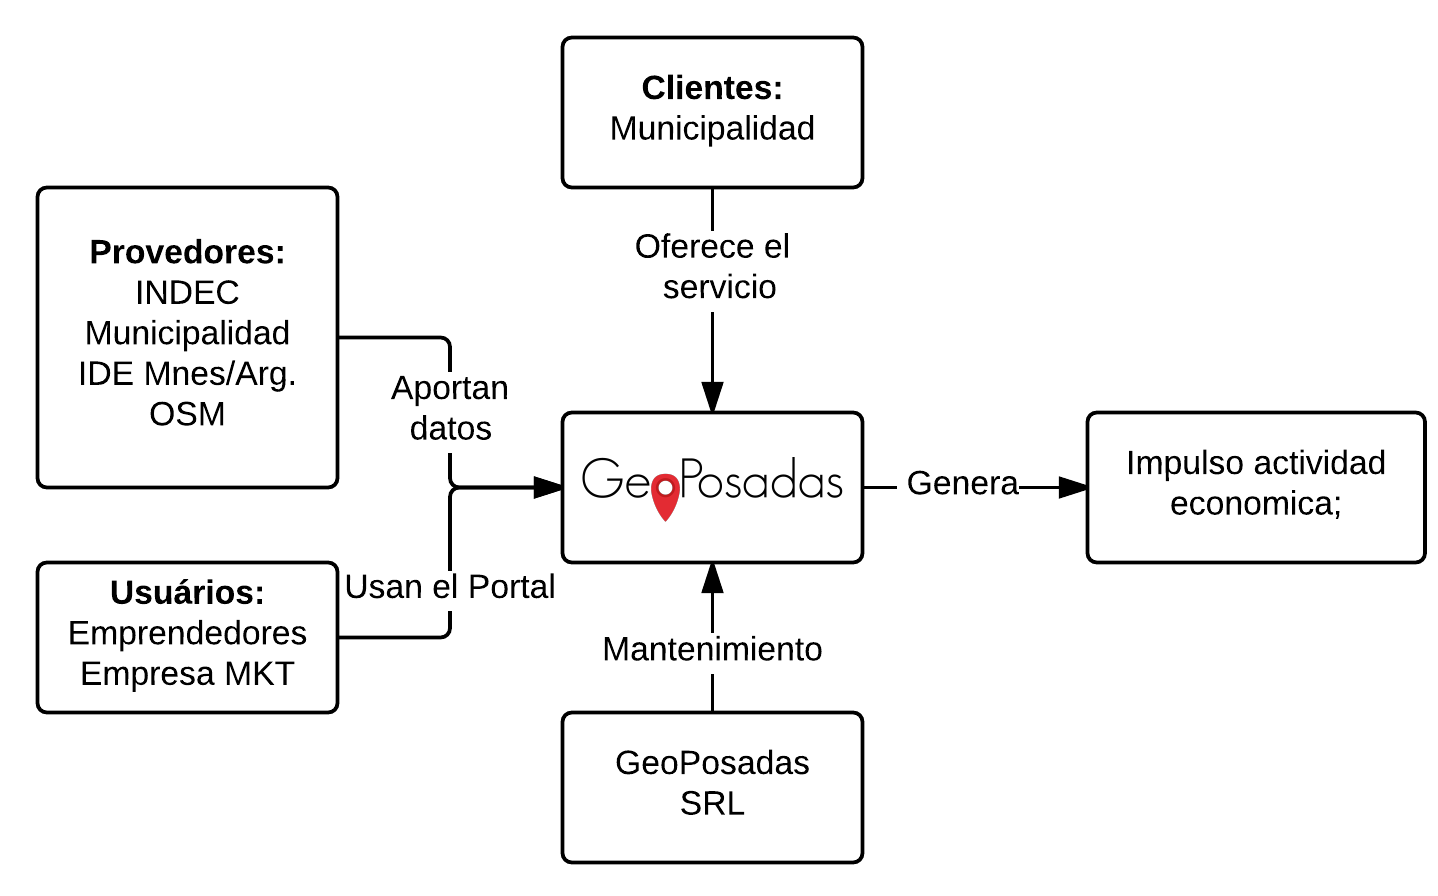 Clientes:
Municipalidad
Provedores:
INDEC
Municipalidad
IDE Mnes/Arg.
OSM
Oferece el
servicio
Aportan
datos
GeoPosadas
Genera
Impulso actividad
economica;
Usuários:
Emprendedores
Empresa MKT
Usan el Portal
Mantenimiento
GeoPosadas
SRL